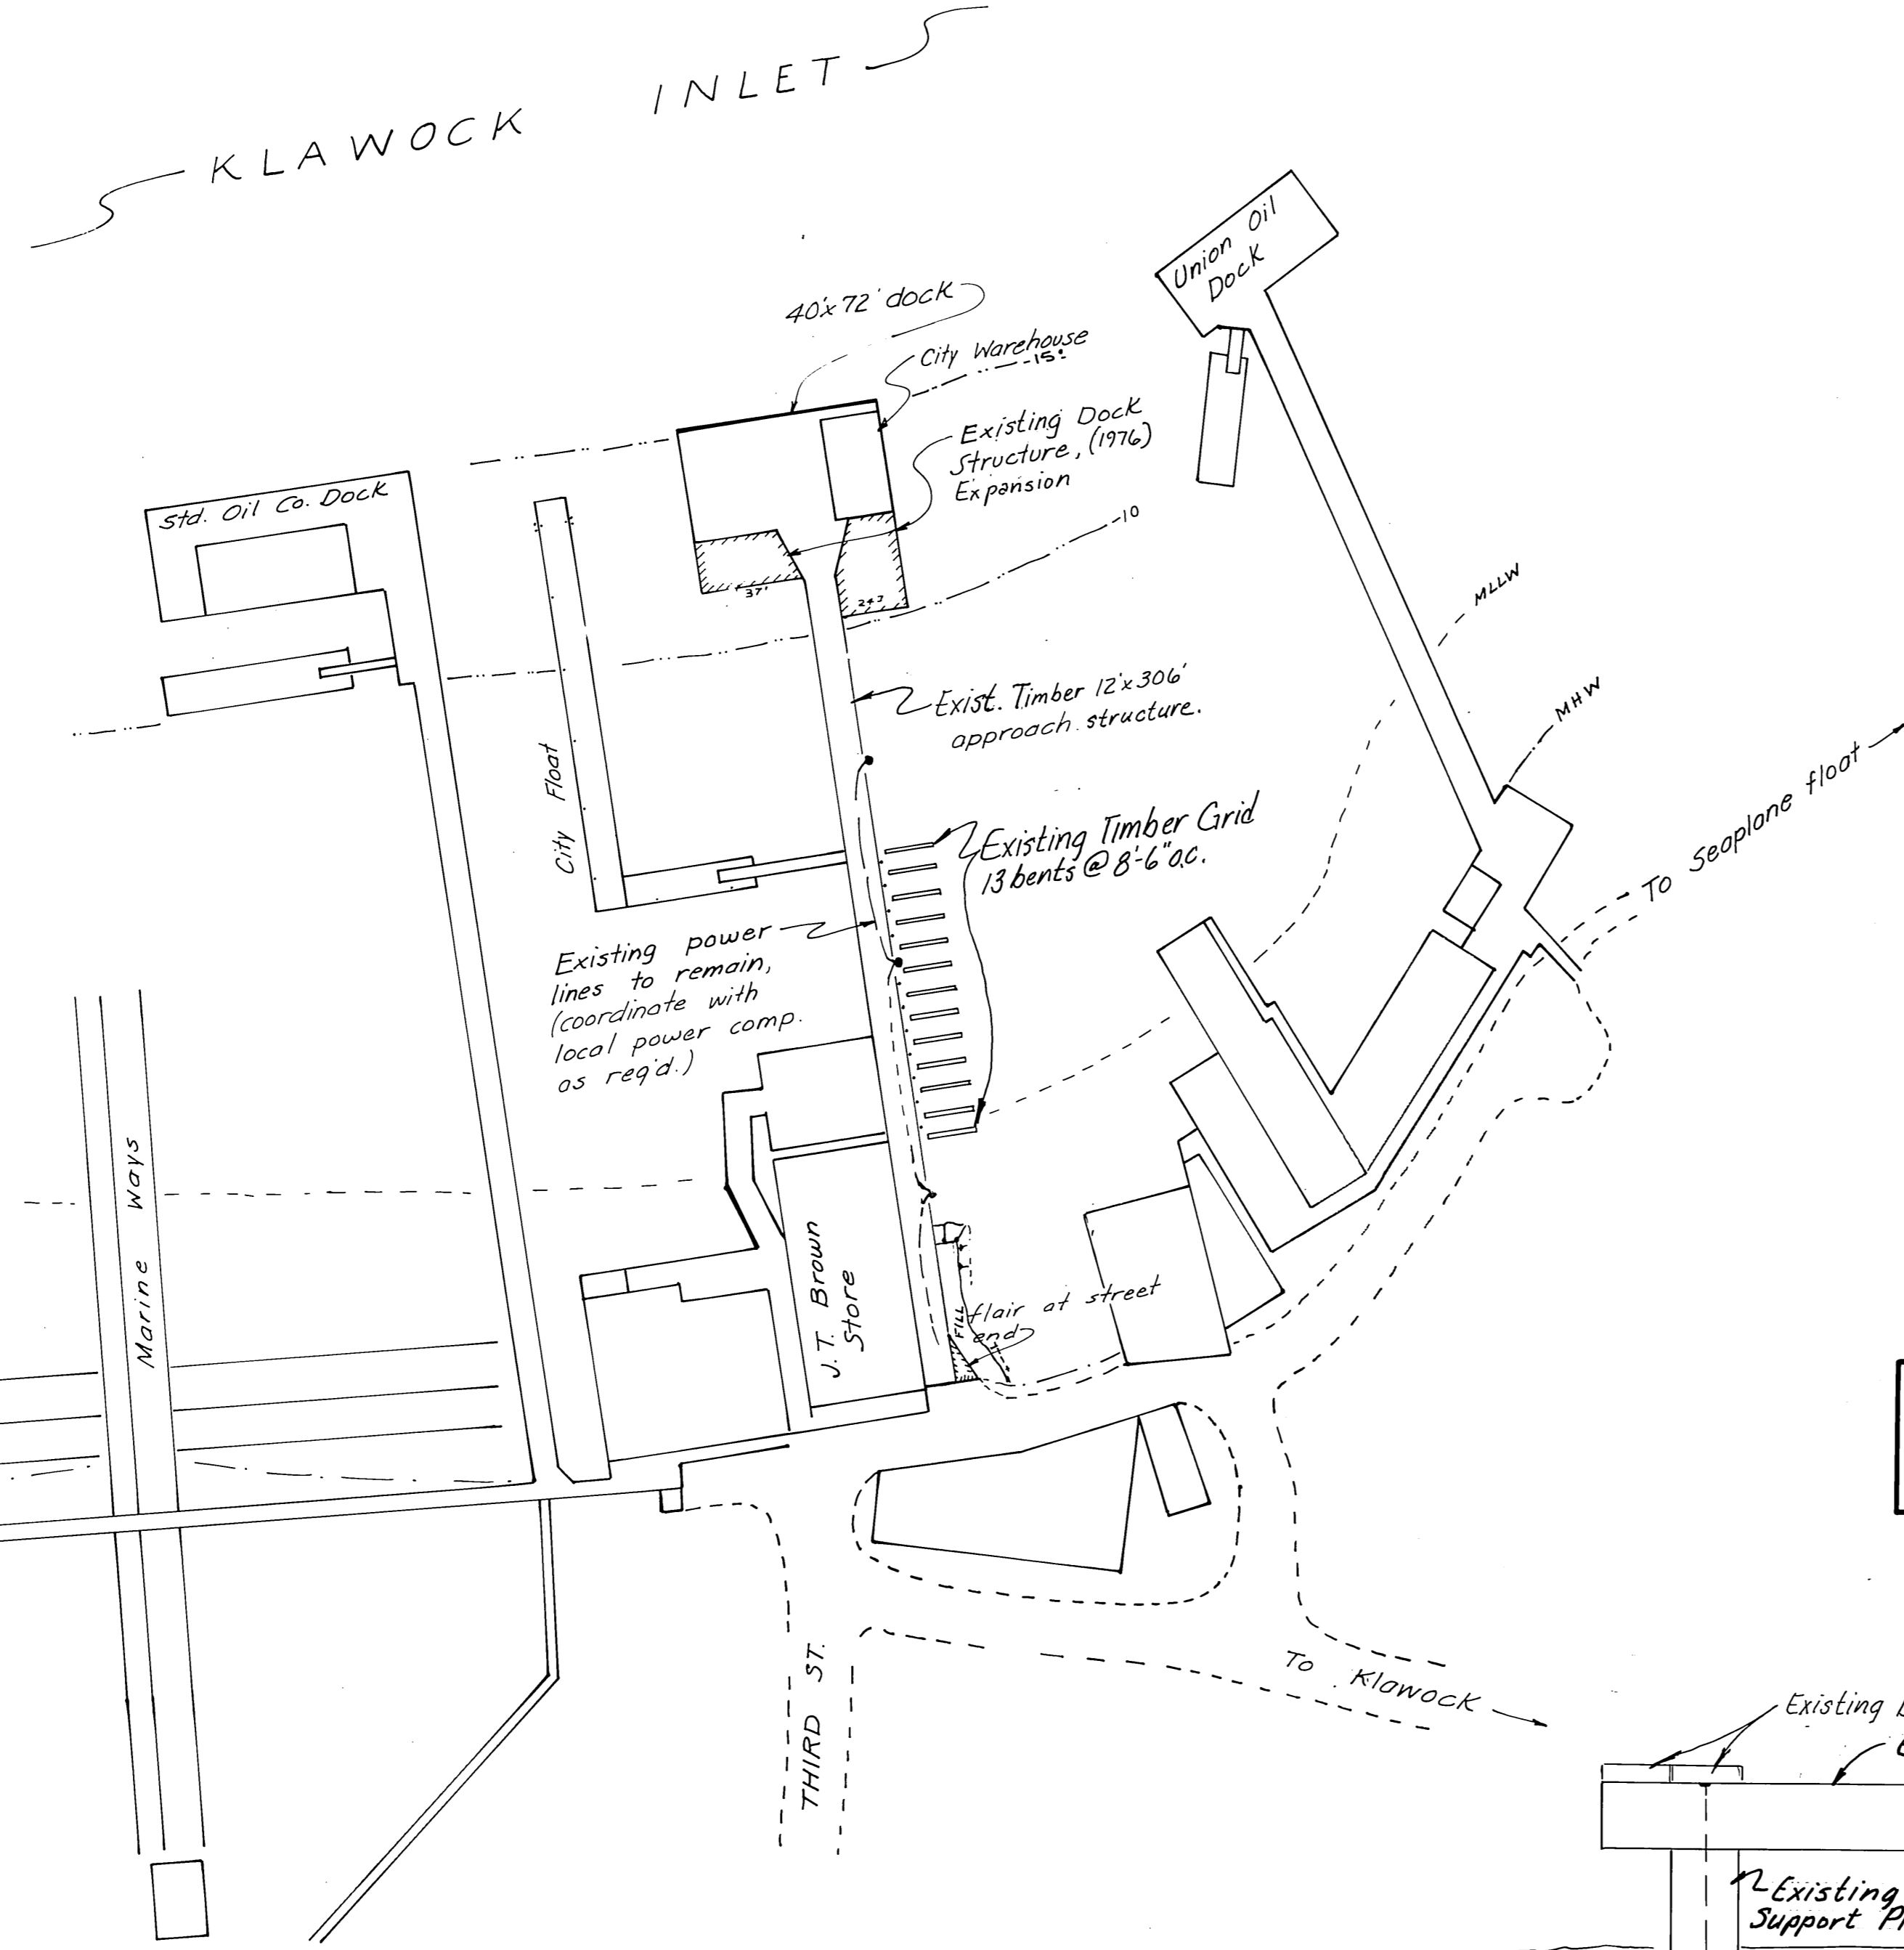 KLAWOCK INLET
Union Oil
Dock
40'x72' dock
City Warehouse
-15°
Existing Dock
Structure, (1976)
Expansion
-10
Std. Oil Co. Dock
37'
MLLW
MHW
Exist. Timber 12'x306'
approach structure.
City Float
To Seaplane float
Existing Timber Grid
13 bents @ 8'-6" O.C.
Existing power
lines to remain,
(coordinate with
local power comp.
as req'd.)
Marine Ways
J.T. Brown
Store
FILL
flair at street
end
THIRD ST.
To Klawock
Existing
Existing
Support